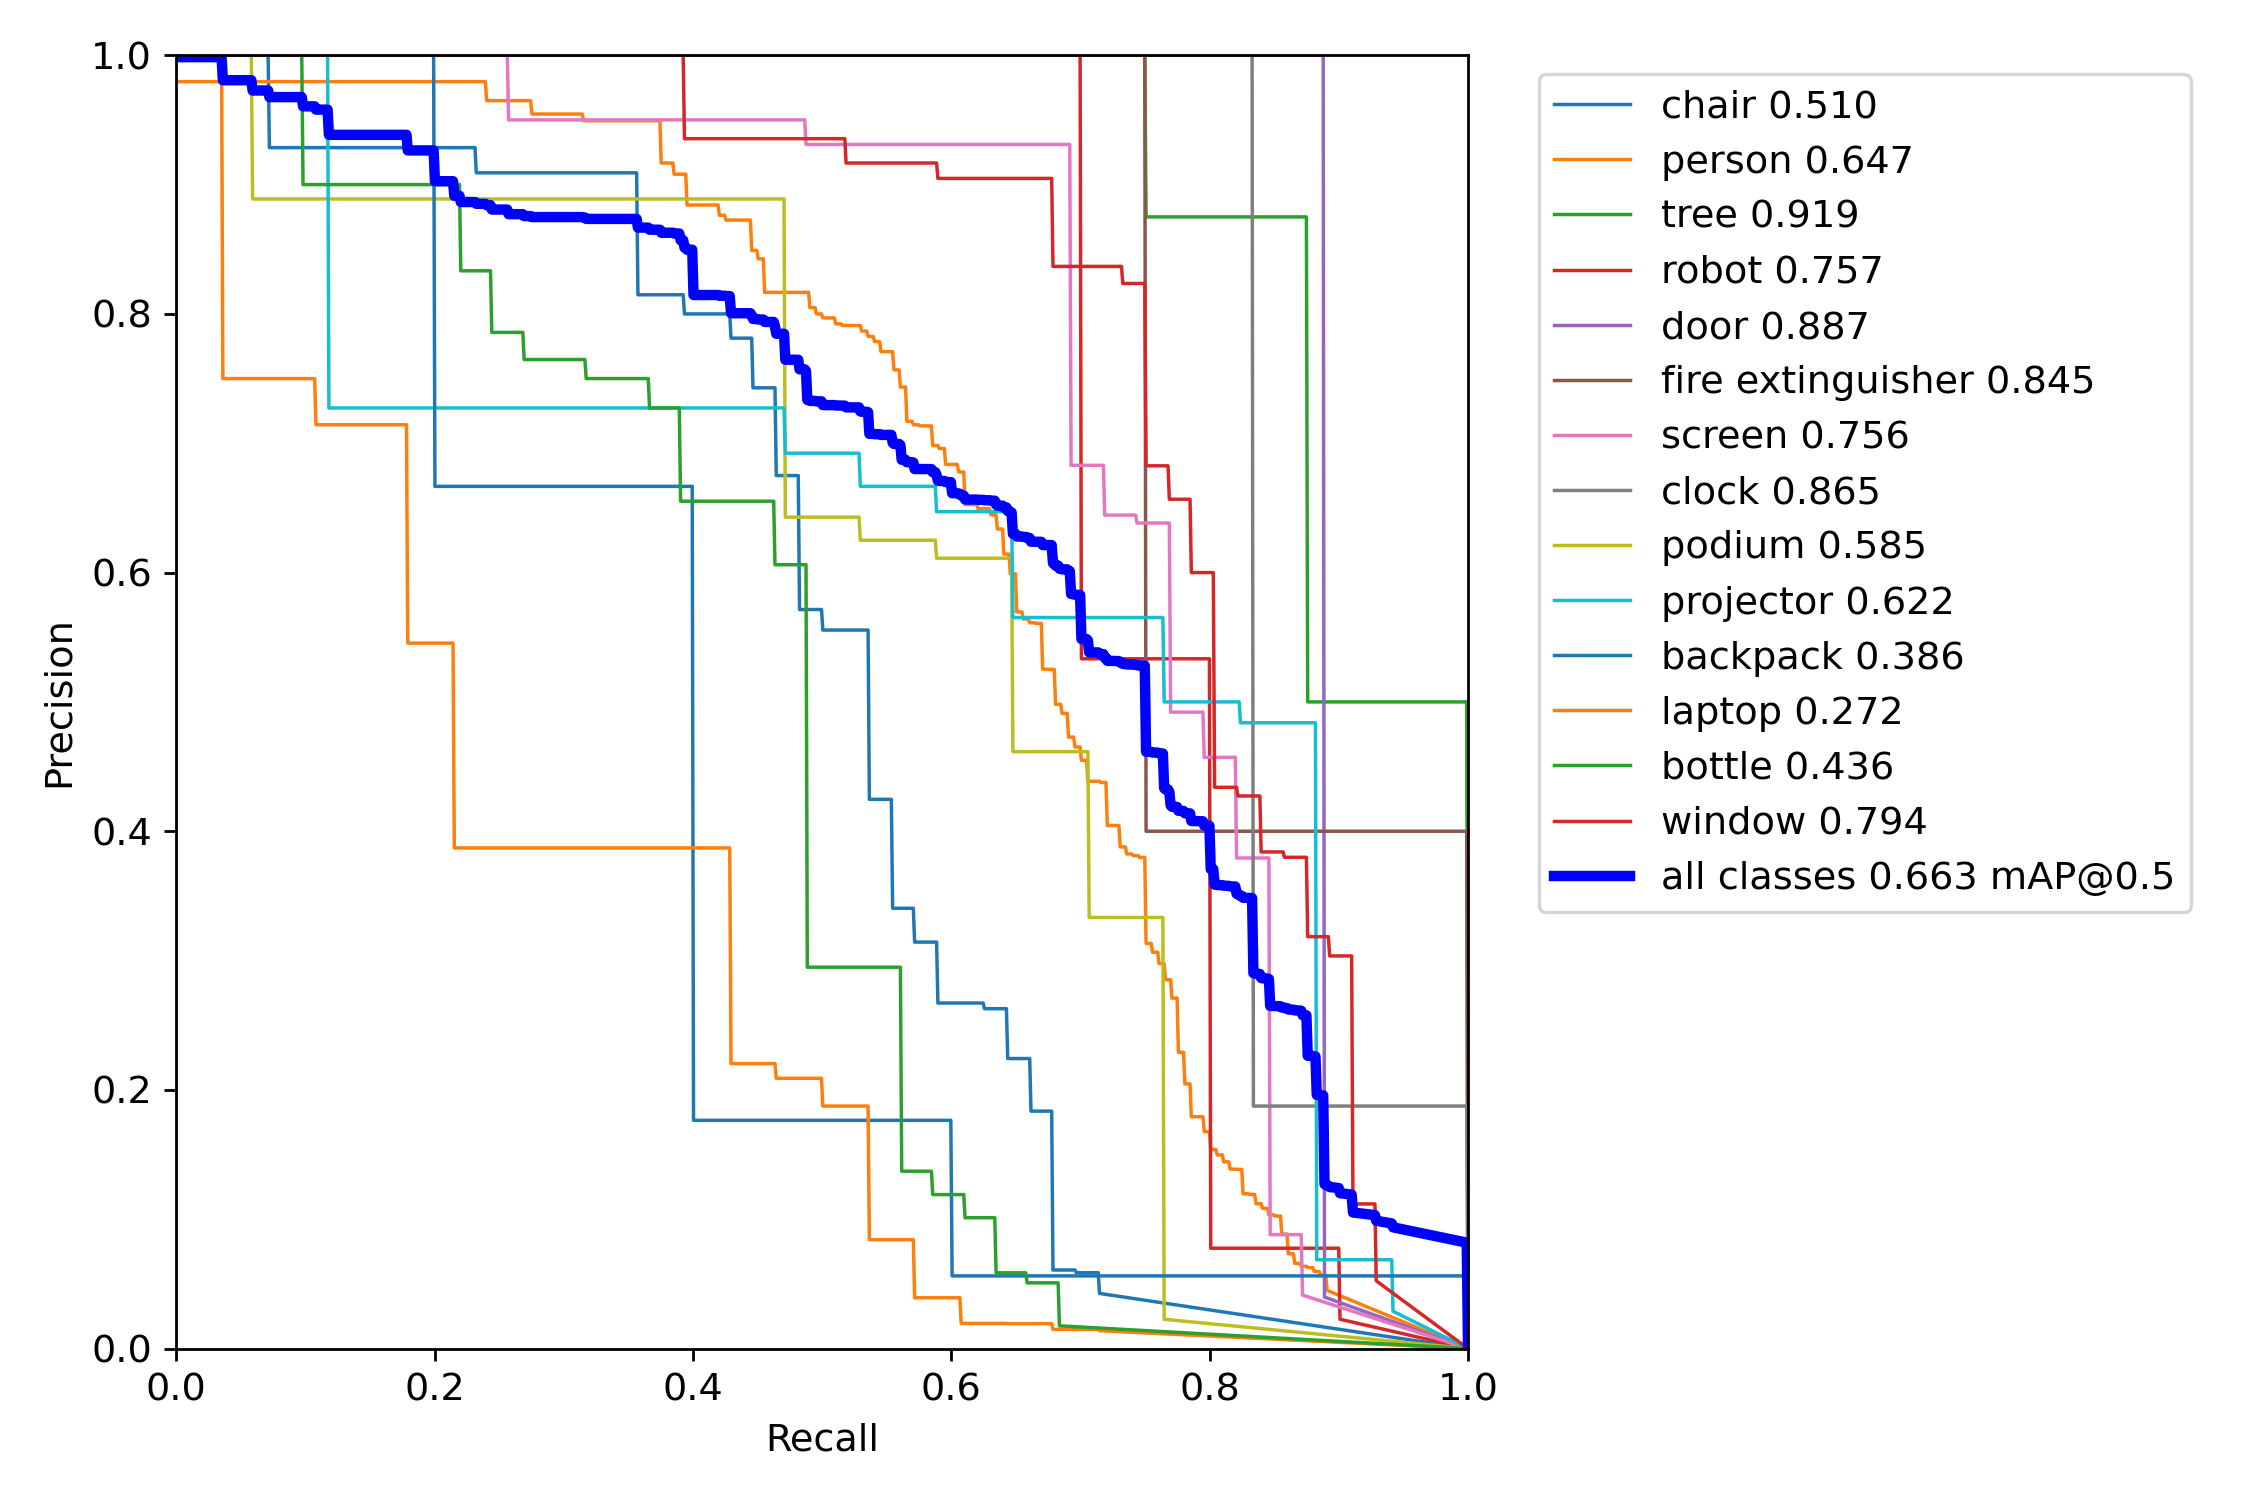 1.0
0.8
0.6
0.4
0.2
0.0
Precision
0.0 0.2 0.4 0.6 0.8 1.0
Recall
chair 0.510
person 0.647
tree 0.919
robot 0.757
door 0.887
fire extinguisher 0.845
screen 0.756
clock 0.865
podium 0.585
projector 0.622
backpack 0.386
laptop 0.272
bottle 0.436
window 0.794
all classes 0.663 mAP@0.5